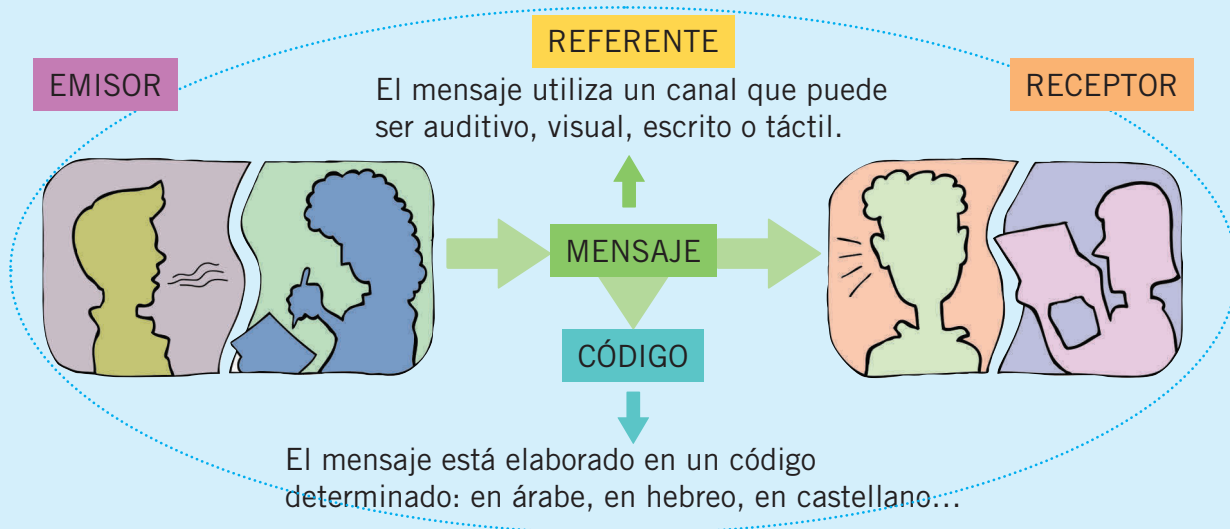 REFERENTE
EMISOR
RECEPTOR
El mensaje utiliza un canal que puede
ser auditivo, visual, escrito o táctil.
MENSAJE
CÓDIGO
El mensaje está elaborado en un código
determinado: en árabe, en hebreo, en castellano...